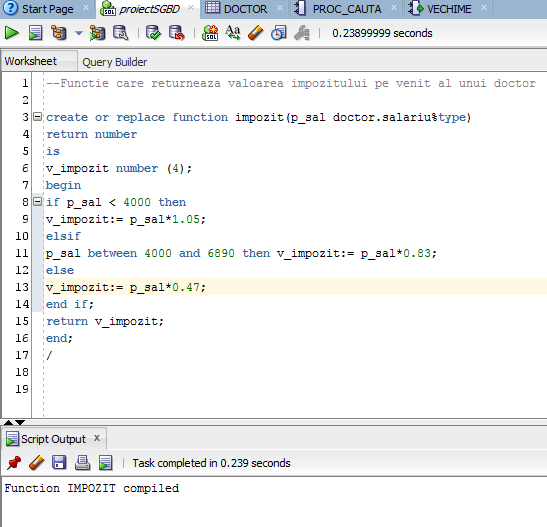 Start Page proiectSGBD DOCTOR PROC_CAUTA VECHIME
0.23899999 seconds
Worksheet Query Builder
1 --Functie care returneaza valoarea impozitului pe venit al unui doctor
2
3 create or replace function impozit(p_sal doctor.salariu%type)
4 return number
5 is
6 v_impozit number (4);
7 begin
8 if p_sal < 4000 then
9 v_impozit:= p_sal*1.05;
10 elsif
11 p_sal between 4000 and 6890 then v_impozit:= p_sal*0.83;
12 else
13 v_impozit:= p_sal*0.47;
14 end if;
15 return v_impozit;
16 end;
17 /
18
19
Script Output x
Task completed in 0.239 seconds
Function IMPOZIT compiled